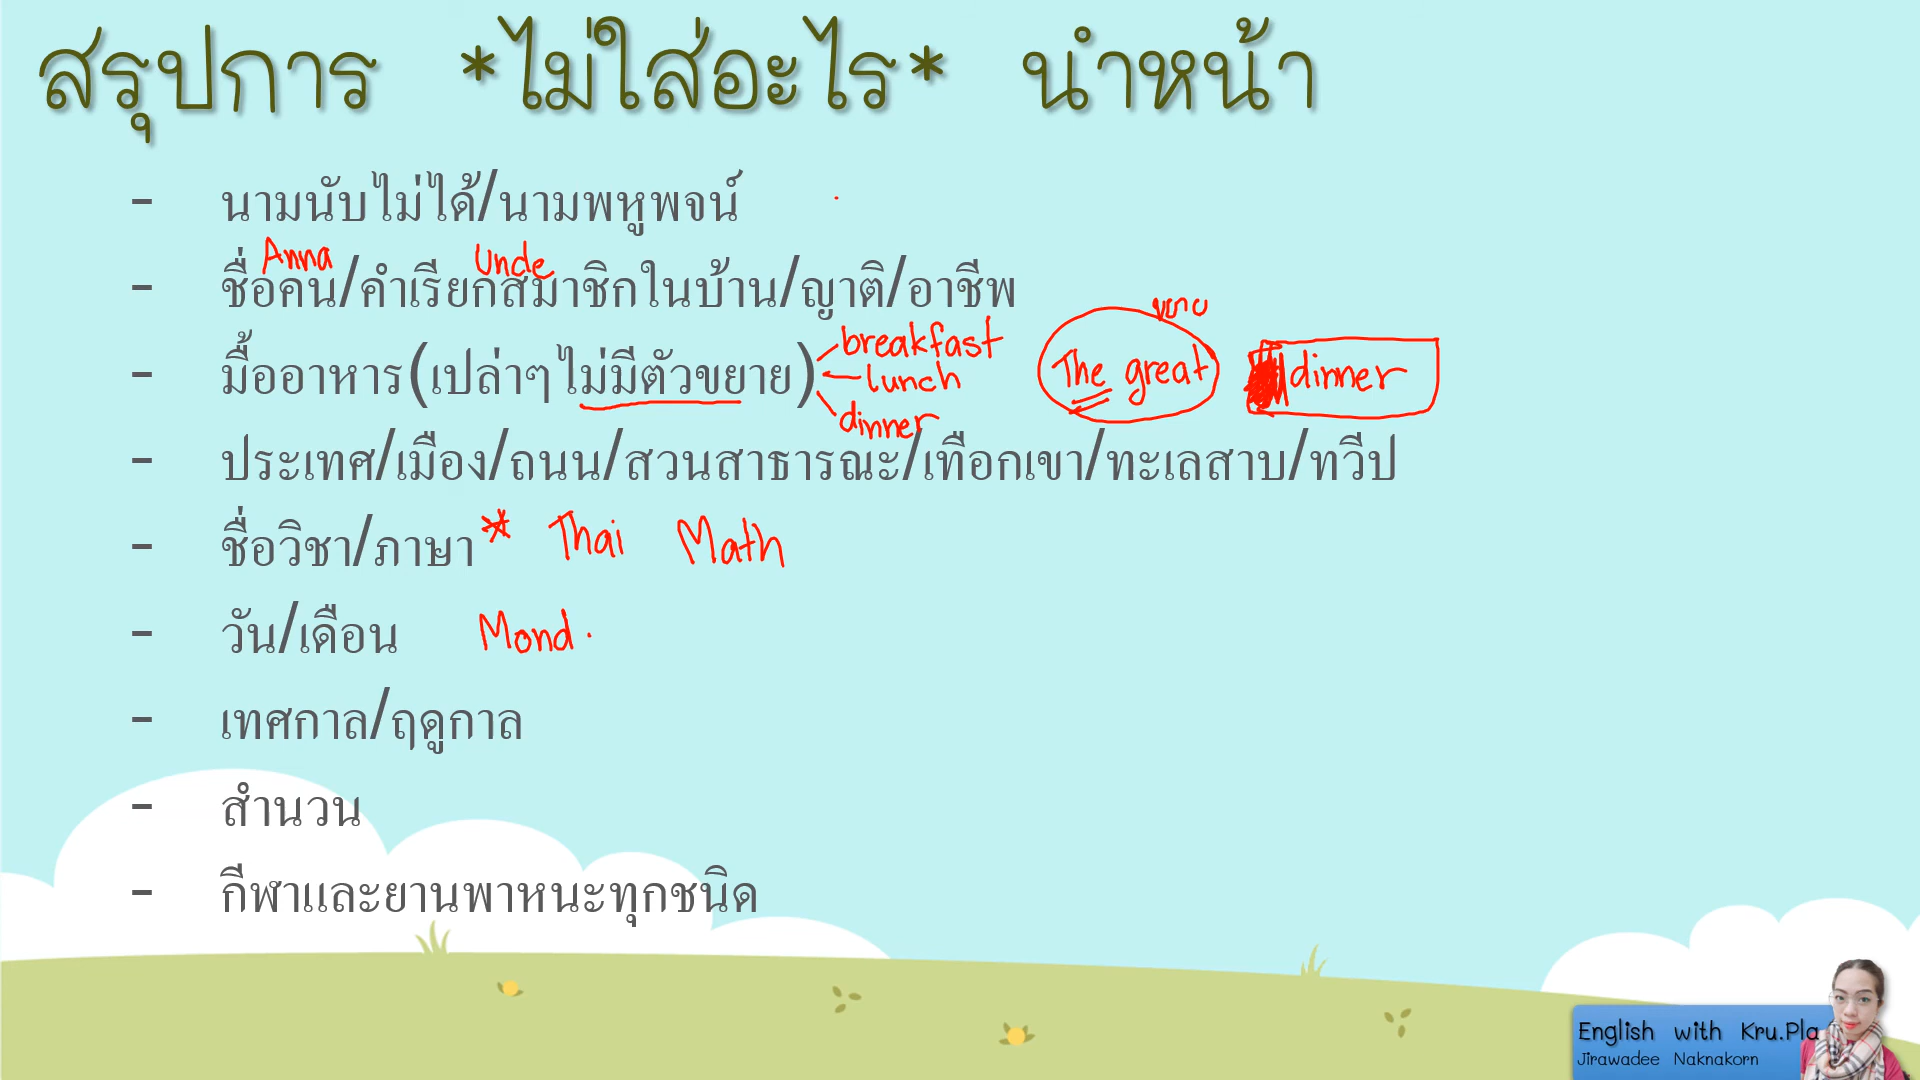 สรุปการ *ไม่ใส่อะไร* นำหน้า
- นามนับไม่ได้/นามพหูพจน์
Anna Uncle
- ชื่อคน/คำเรียกสมาชิกในบ้าน/ญาติ/อาชีพ
- มื้ออาหาร(เปล่าๆไม่มีตัวขยาย)
breakfast
lunch
dinner
ขยาย
The great dinner
- ประเทศ/เมือง/ถนน/สวนสาธารณะ/เทือกเขา/ทะเลสาบ/ทวีป
- ชื่อวิชา/ภาษา* Thai Math
- วัน/เดือน Mond.
- เทศกาล/ฤดูกาล
- สำนวน
- กีฬาและยานพาหนะทุกชนิด
English with Kru.Pla
Jirawadee Naknakorn